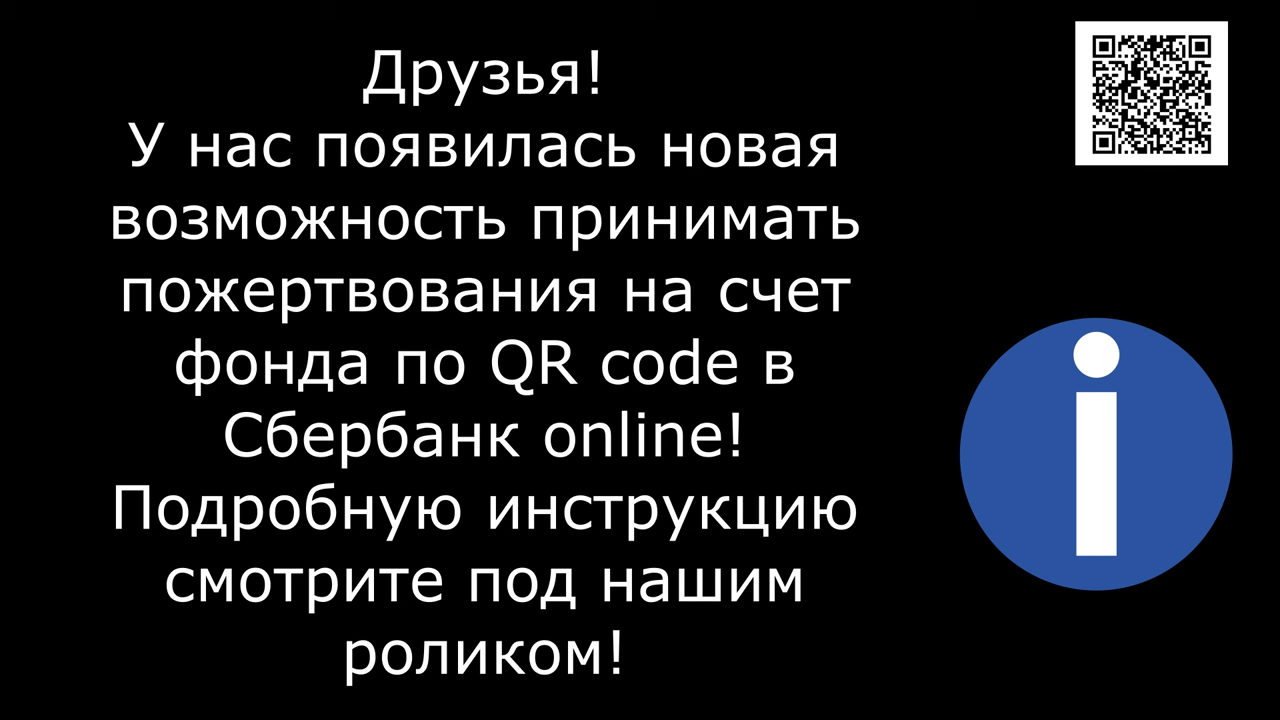 Друзья!
У нас появилась новая
возможность принимать
пожертвования на счет
фонда по QR code в
Сбербанк online!
Подробную инструкцию
смотрите под нашим
роликом!
i